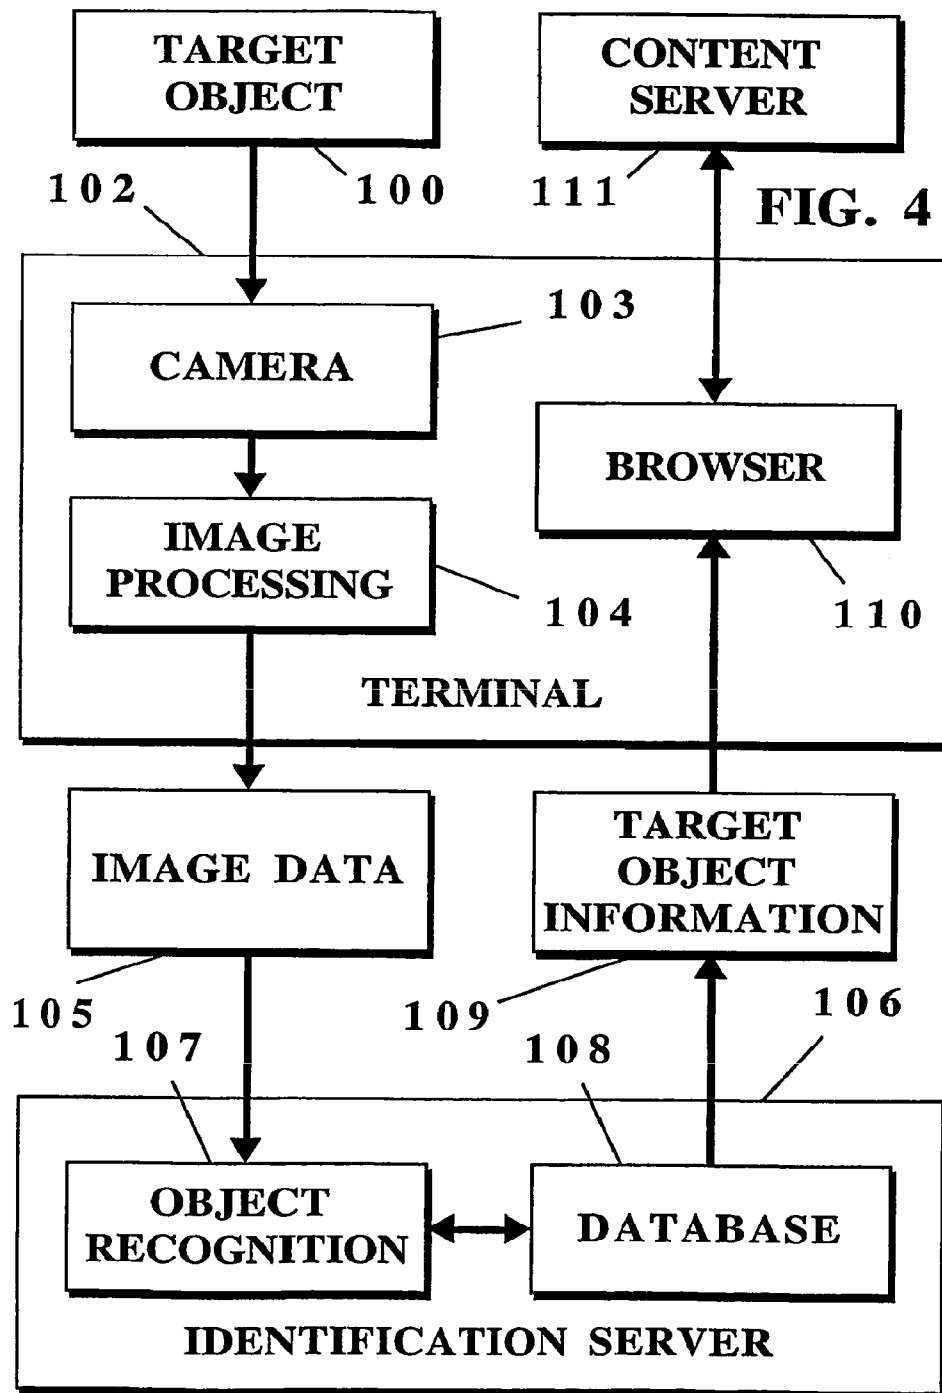 TARGET
OBJECT
CONTENT
SERVER
102
100
111
FIG. 4
103
CAMERA
BROWSER
IMAGE
PROCESSING
104
110
TERMINAL
IMAGE DATA
TARGET
OBJECT
INFORMATION
105
109
106
107
108
OBJECT
RECOGNITION
DATABASE
IDENTIFICATION SERVER